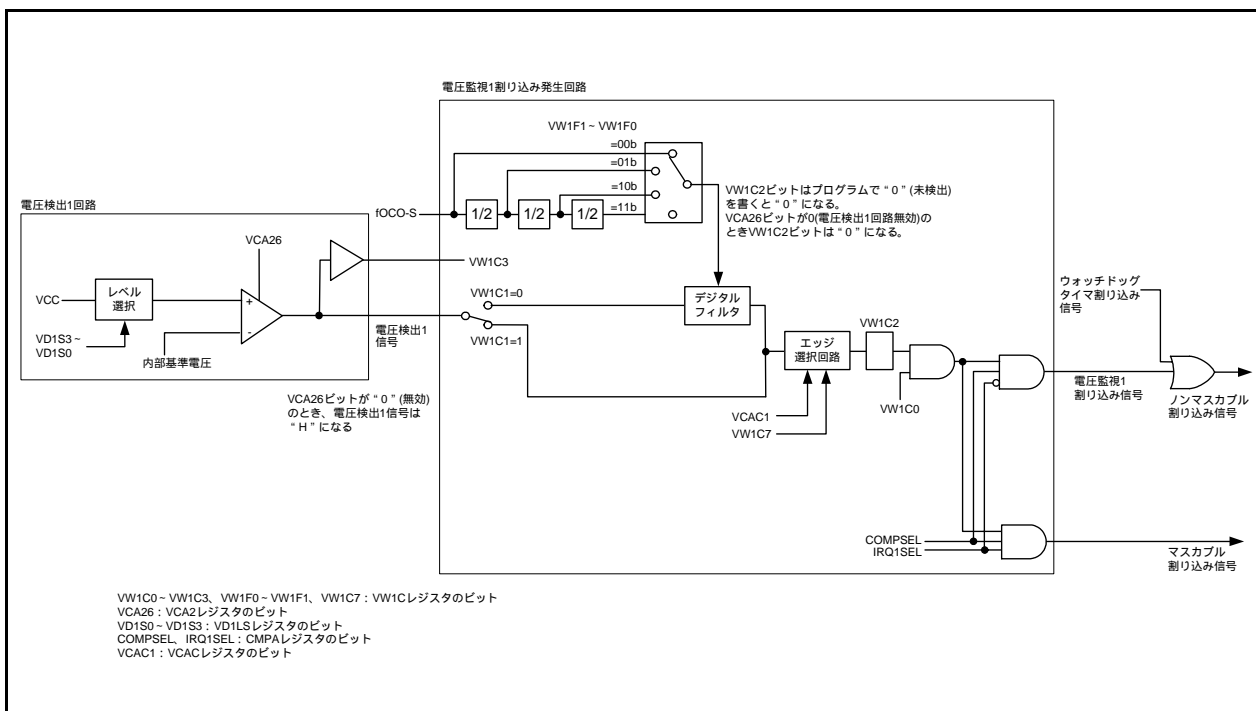 電圧監視1割り込み発生回路
VW1F1~VW1F0
=00b
=01b
=10b
=11b
fOCO-S
1/2
1/2
1/2
VW1C2ビットはプログラムで“0”(未検出)
を書くと“0”になる。
VCA26ビットが0(電圧検出1回路無効)の
ときVW1C2ビットは“0”になる。
電圧検出1回路
VCA26
VW1C3
VCC
レベル
選択
+
-
VD1S3~
VD1S0
内部基準電圧
電圧検出1
信号
VW1C1=0
VW1C1=1
デジタル
フィルタ
エッジ
選択回路
VW1C2
VW1C0
VCAC1
VW1C7
ウォッチドッグ
タイマ割り込み
信号
電圧監視1
割り込み信号
ノンマスカブル
割り込み信号
VCA26ビットが“0”(無効)
のとき、電圧検出1信号は
“H”になる
COMPSEL
IRQ1SEL
マスカブル
割り込み信号
VW1C0~VW1C3、VW1F0~VW1F1、VW1C7:VW1Cレジスタのビット
VCA26:VCA2レジスタのビット
VD1S0~VD1S3:VD1LSレジスタのビット
COMPSEL、IRQ1SEL:CMPAレジスタのビット
VCAC1:VCACレジスタのビット